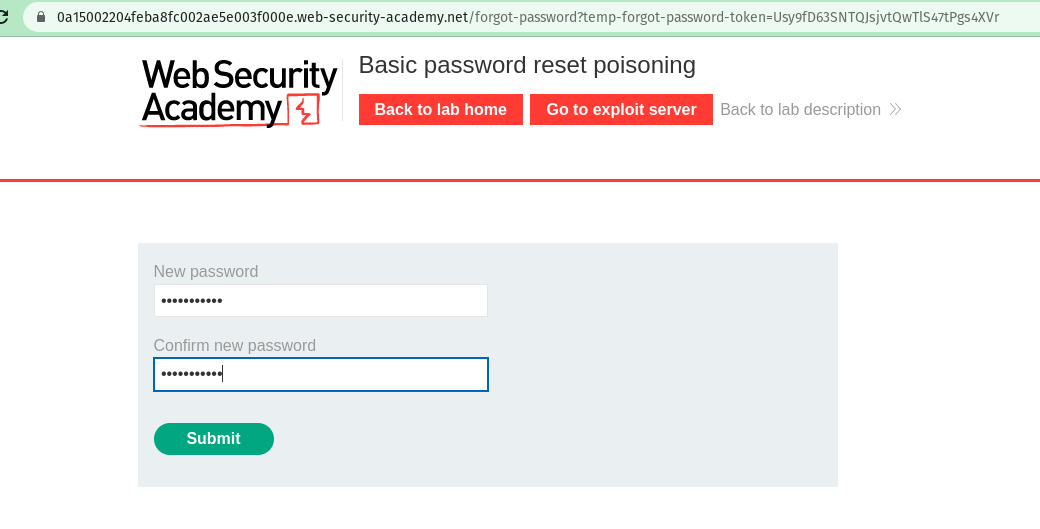 0a15002204feba8fc002ae5e003f000e.web-security-academy.net/forgot-password?temp-forgot-password-token=Usy9fD63SNTQJsjvtQwTlS47tPgs4XVr
Web Security
Academy
Basic password reset poisoning
Back to lab home
Go to exploit server
Back to lab description
New password
•••••••••••
Confirm new password
•••••••••••
Submit